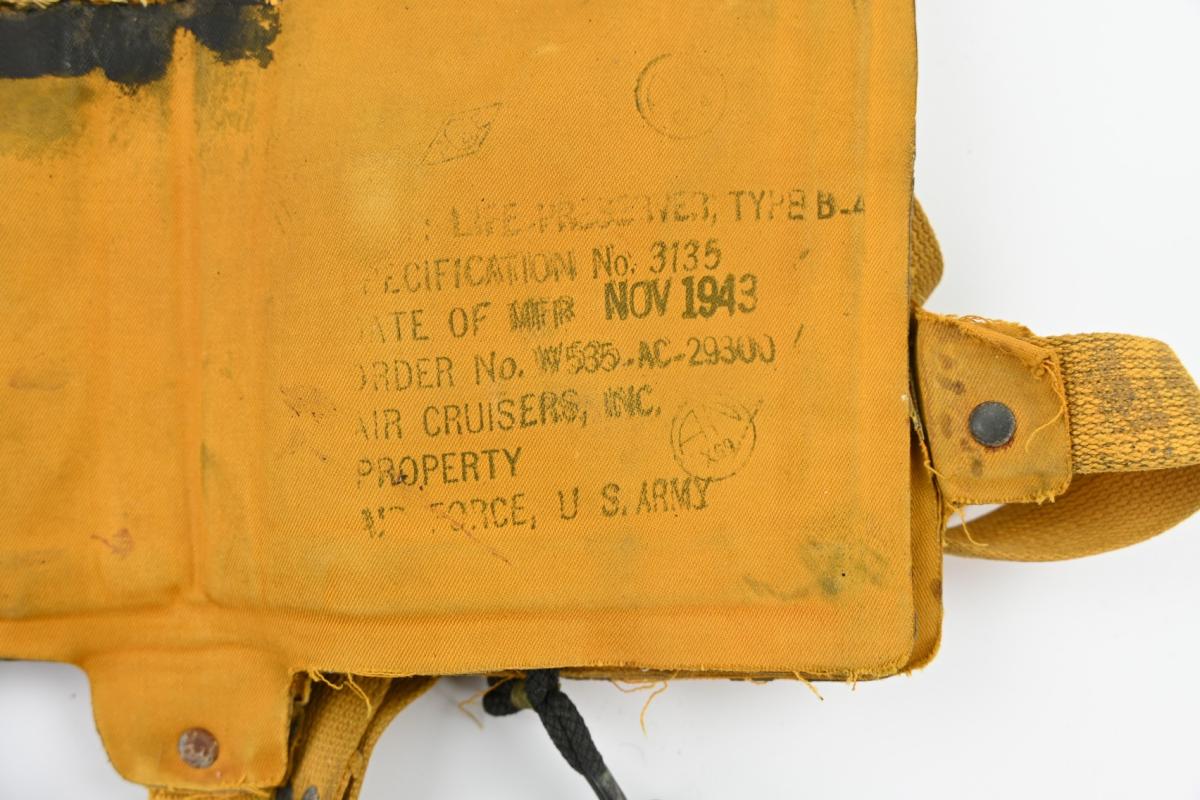 : LIFE-PRESERVER, TYPE B-4
PECIFICATION No. 3135
ATE OF MFR NOV 1943
ORDER No. W535-AC-29300
AIR CRUISERS, INC.
PROPERTY
AIR FORCE, U S. ARMY